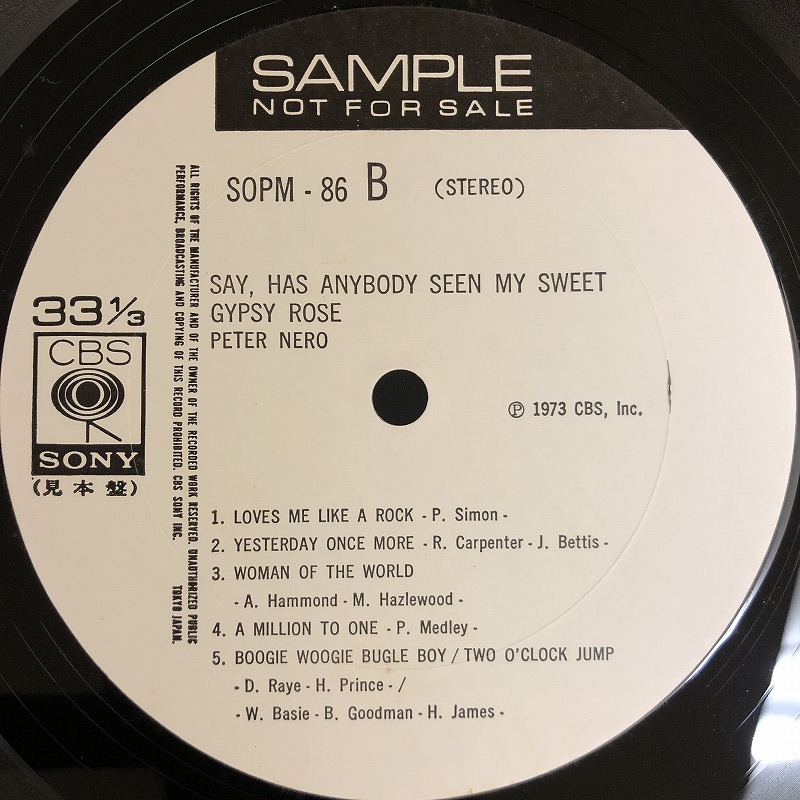 SAMPLE
NOT FOR SALE
SOPM - 86 B (STEREO)
SAY, HAS ANYBODY SEEN MY SWEET
GYPSY ROSE
PETER NERO
33 1/3
CBS
SONY
(見本盤)
ALL RIGHTS OF THE MANUFACTURER AND OF THE OWNER OF THE RECORDED WORK RESERVED. UNAUTHORIZED PUBLIC
PERFORMANCE, BROADCASTING AND COPYING OF THIS RECORD PROHIBITED. CBS SONY INC. TOKYO JAPAN.
Ⓟ 1973 CBS, Inc.
1. LOVES ME LIKE A ROCK - P. Simon -
2. YESTERDAY ONCE MORE - R. Carpenter - J. Bettis -
3. WOMAN OF THE WORLD
- A. Hammond - M. Hazlewood -
4. A MILLION TO ONE - P. Medley -
5. BOOGIE WOOGIE BUGLE BOY / TWO O'CLOCK JUMP
- D. Raye - H. Prince - /
- W. Basie - B. Goodman - H. James -